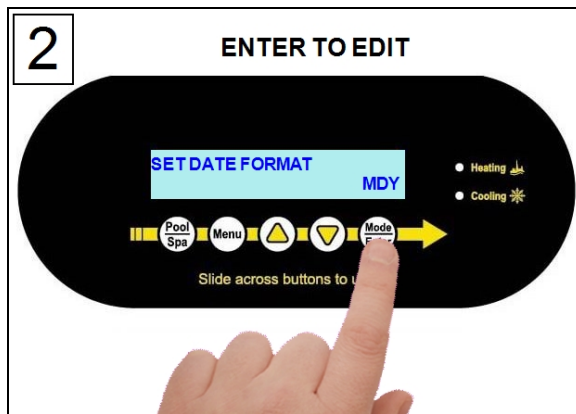 2
ENTER TO EDIT
SET DATE FORMAT
MDY
Heating
Cooling
Pool
Spa
Menu
Mode
Slide across buttons to